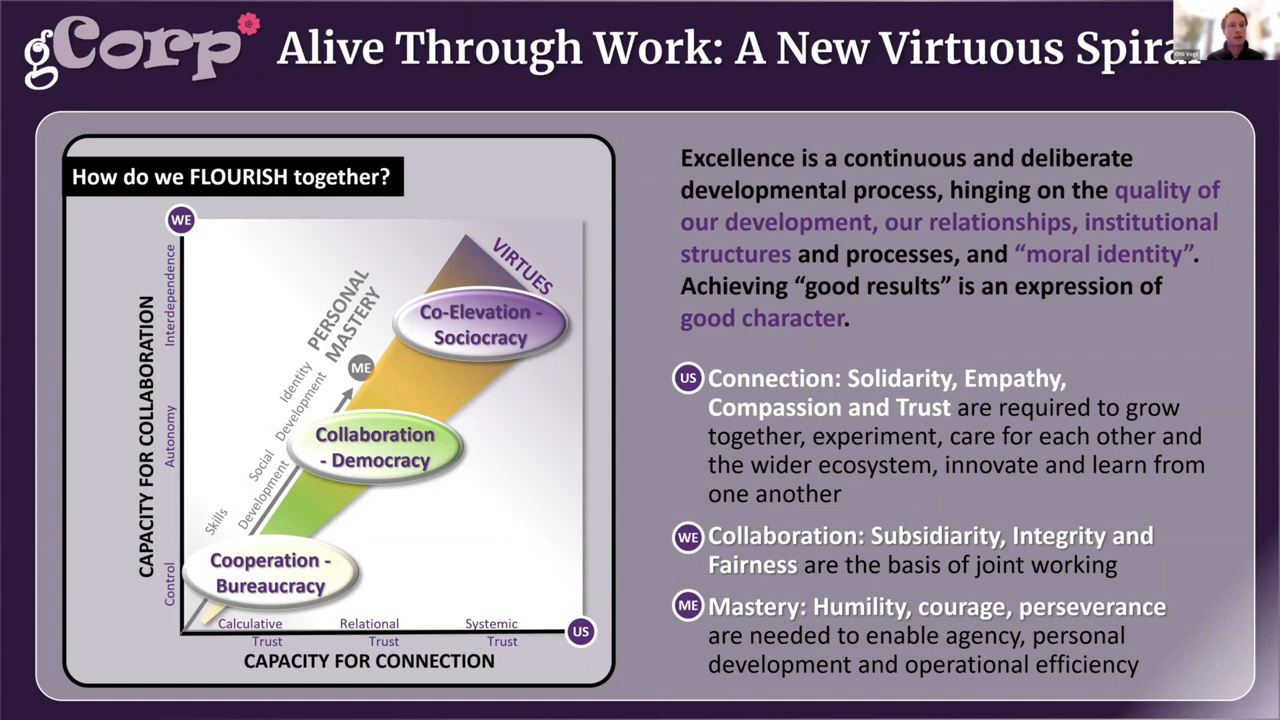 gCorp
Alive Through Work: A New Virtuous Spiral
Otti Vogt
How do we FLOURISH together?
WE
CAPACITY FOR COLLABORATION
Interdependence
Autonomy
Control
VIRTUES
PERSONAL
MASTERY
ME
Identity
Development
Social
Development
Skills
Co-Elevation -
Sociocracy
Collaboration
- Democracy
Cooperation -
Bureaucracy
Calculative
Trust
Relational
Trust
Systemic
Trust
US
CAPACITY FOR CONNECTION
Excellence is a continuous and deliberate
developmental process, hinging on the quality of
our development, our relationships, institutional
structures and processes, and “moral identity”.
Achieving “good results” is an expression of
good character.
US Connection: Solidarity, Empathy,
Compassion and Trust are required to grow
together, experiment, care for each other and
the wider ecosystem, innovate and learn from
one another
WE Collaboration: Subsidiarity, Integrity and
Fairness are the basis of joint working
ME Mastery: Humility, courage, perseverance
are needed to enable agency, personal
development and operational efficiency